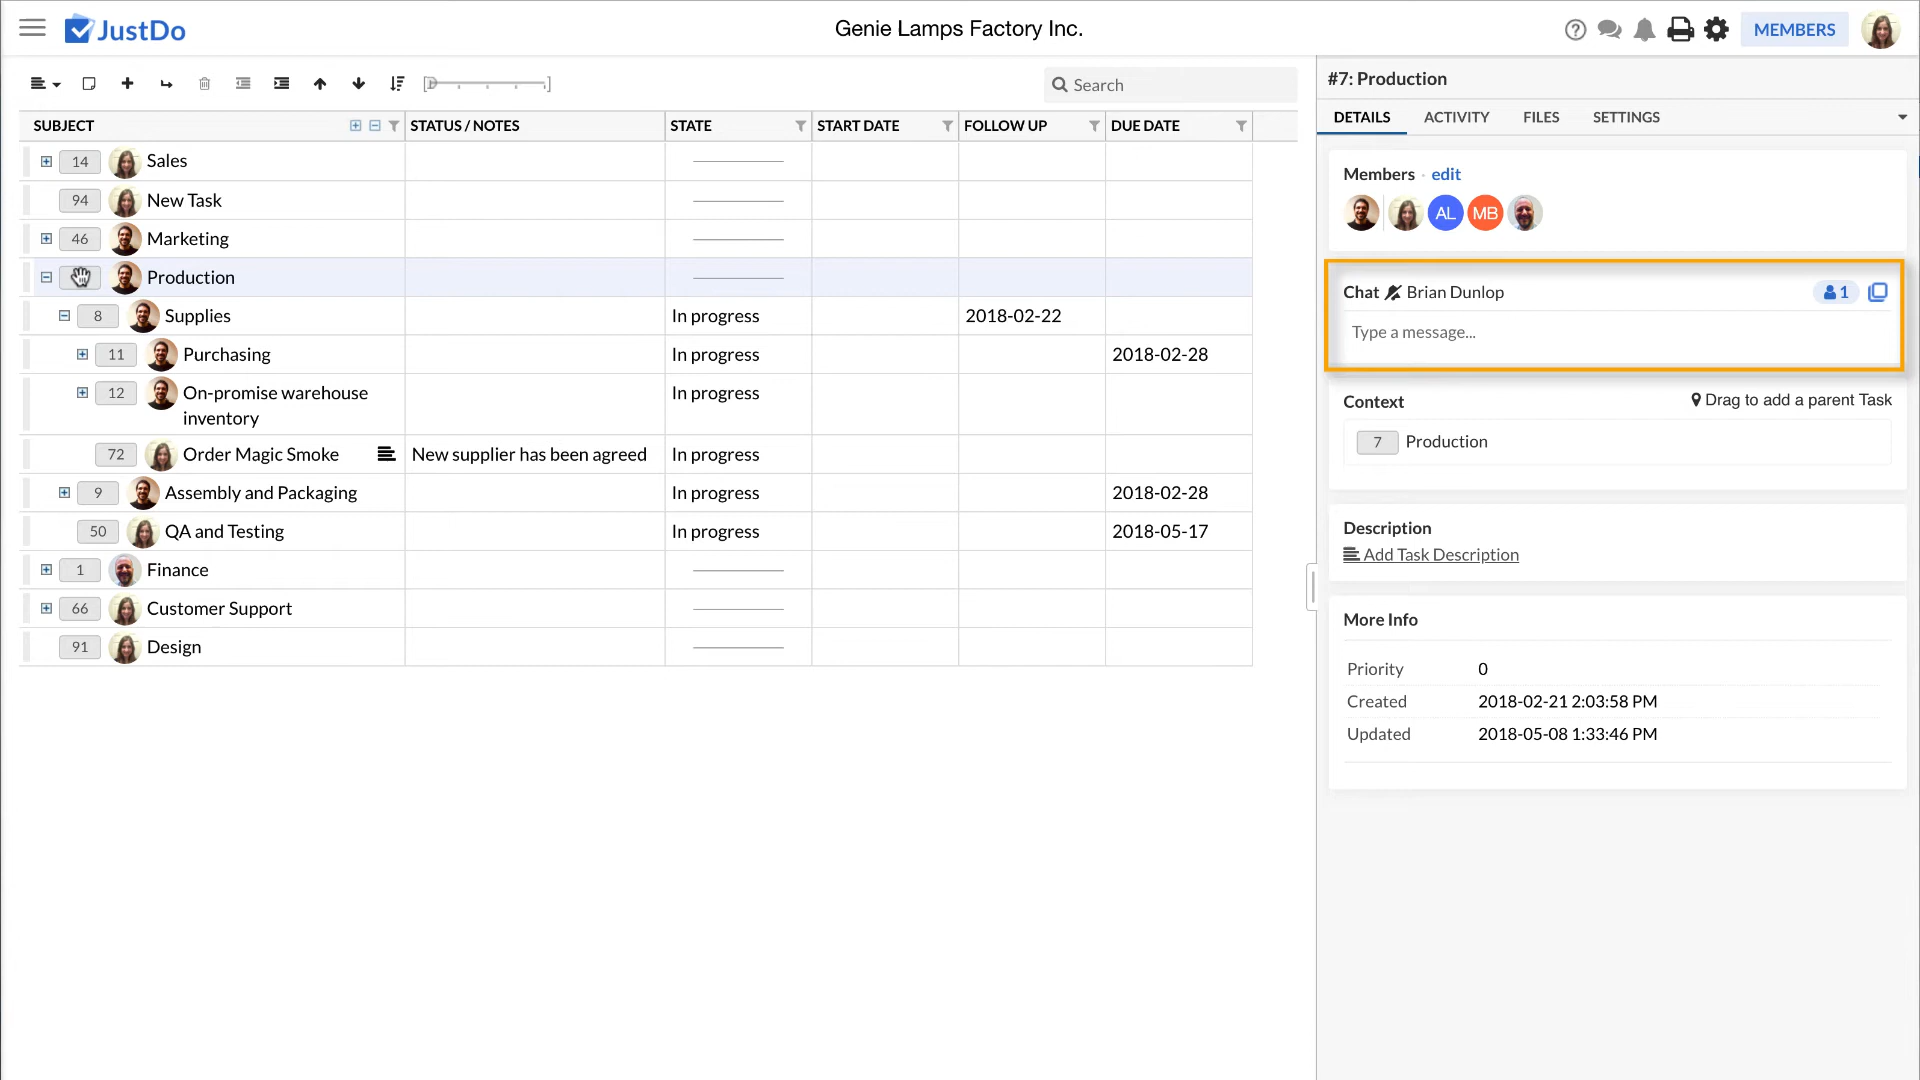 JustDo
Genie Lamps Factory Inc.
MEMBERS
Search
SUBJECT
STATUS / NOTES
STATE
START DATE
FOLLOW UP
DUE DATE
14 Sales
94 New Task
46 Marketing
Production
8 Supplies In progress 2018-02-22
11 Purchasing In progress 2018-02-28
12 On-promise warehouse In progress
inventory
72 Order Magic Smoke New supplier has been agreed In progress
9 Assembly and Packaging In progress 2018-02-28
50 QA and Testing In progress 2018-05-17
1 Finance
66 Customer Support
91 Design
#7: Production
DETAILS ACTIVITY FILES SETTINGS
Members · edit
AL MB
Chat Brian Dunlop 1
Type a message...
Context Drag to add a parent Task
7 Production
Description
Add Task Description
More Info
Priority 0
Created 2018-02-21 2:03:58 PM
Updated 2018-05-08 1:33:46 PM